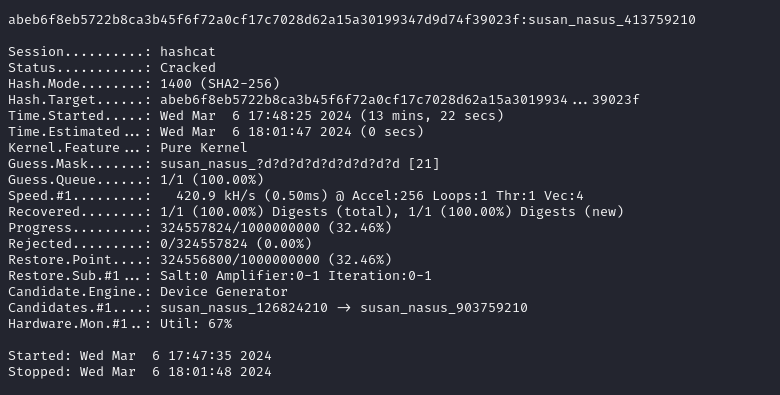 abeb6f8eb5722b8ca3b45f6f72a0cf17c7028d62a15a30199347d9d74f39023f:susan_nasus_413759210
Session..........: hashcat
Status...........: Cracked
Hash.Mode........: 1400 (SHA2-256)
Hash.Target......: abeb6f8eb5722b8ca3b45f6f72a0cf17c7028d62a15a3019934...39023f
Time.Started.....: Wed Mar  6 17:48:25 2024 (13 mins, 22 secs)
Time.Estimated...: Wed Mar  6 18:01:47 2024 (0 secs)
Kernel.Feature...: Pure Kernel
Guess.Mask.......: susan_nasus_?d?d?d?d?d?d?d?d?d [21]
Guess.Queue......: 1/1 (100.00%)
Speed.#1.........:   420.9 kH/s (0.50ms) @ Accel:256 Loops:1 Thr:1 Vec:4
Recovered........: 1/1 (100.00%) Digests (total), 1/1 (100.00%) Digests (new)
Progress.........: 324557824/1000000000 (32.46%)
Rejected.........: 0/324557824 (0.00%)
Restore.Point....: 324556800/1000000000 (32.46%)
Restore.Sub.#1...: Salt:0 Amplifier:0-1 Iteration:0-1
Candidate.Engine.: Device Generator
Candidates.#1....: susan_nasus_126824210 -> susan_nasus_903759210
Hardware.Mon.#1..: Util: 67%
Started: Wed Mar  6 17:47:35 2024
Stopped: Wed Mar  6 18:01:48 2024